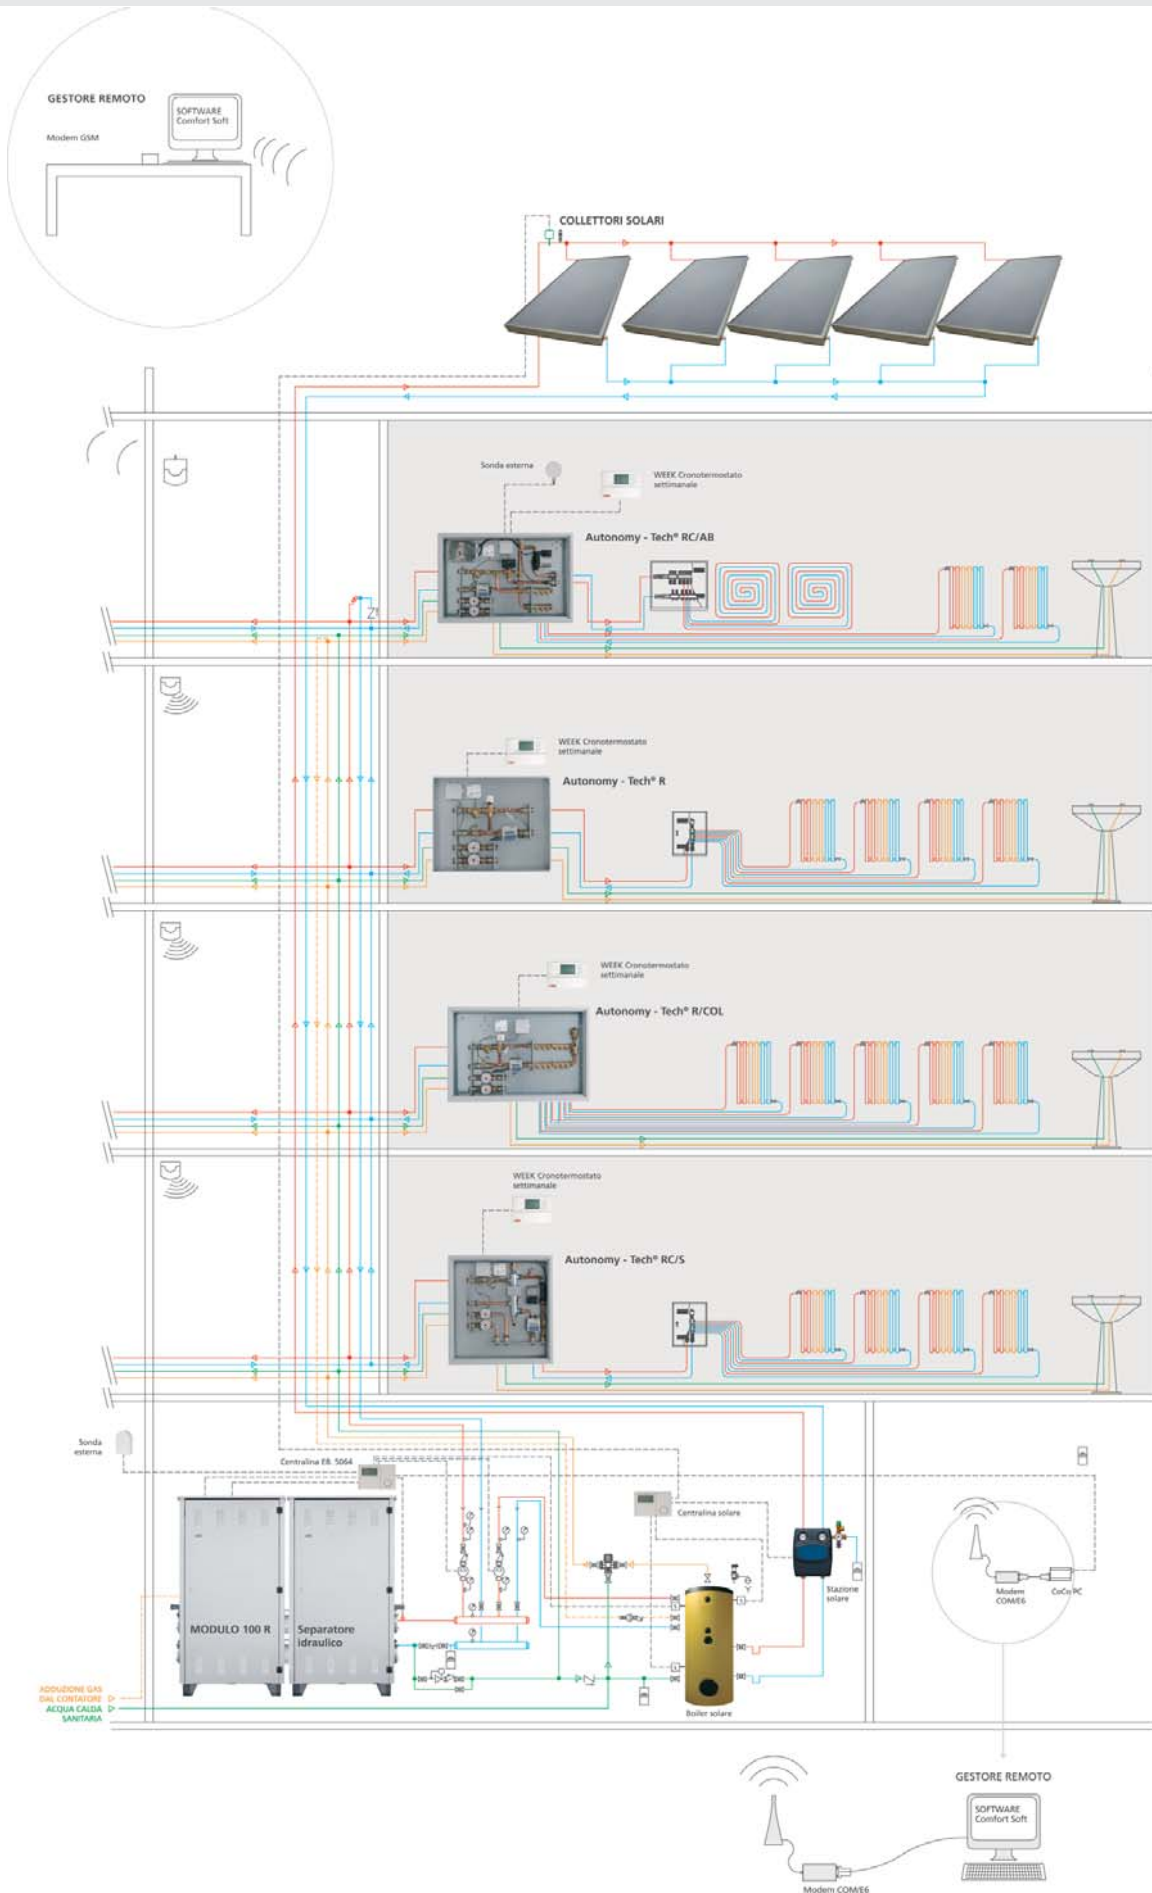 GESTORE REMOTO
SOFTWARE
Comfort Soft
Modem GSM
COLLETTORI SOLARI
Sonda esterna
WEEK Cronotermostato
settimanale
Autonomy - Tech® RC/AB
WEEK Cronotermostato
settimanale
Autonomy - Tech® R
WEEK Cronotermostato
settimanale
Autonomy - Tech® R/COL
WEEK Cronotermostato
settimanale
Autonomy - Tech® RC/S
Sonda
esterna
Centralina E8. 5064
Centralina solare
Stazione
solare
Modem
COM/E6
CoCo PC
MODULO 100 R
Separatore
idraulico
ADDUZIONE GAS
DAL CONTATORE
ACQUA CALDA
SANITARIA
Boiler solare
GESTORE REMOTO
SOFTWARE
Comfort Soft
Modem COM/E6